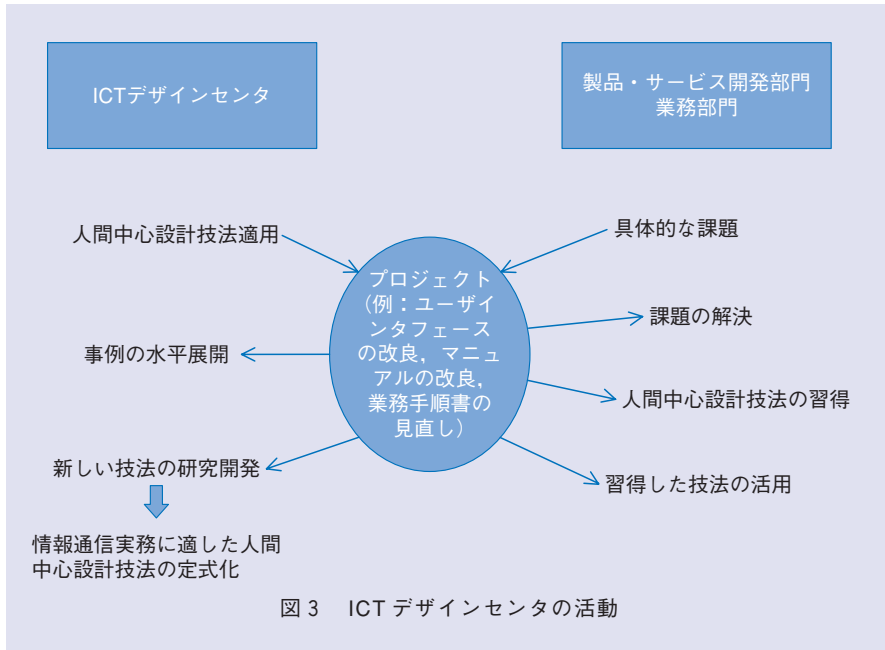 ICTデザインセンタ
製品・サービス開発部門
業務部門
人間中心設計技法適用
事例の水平展開
新しい技法の研究開発
情報通信実務に適した人間
中心設計技法の定式化
プロジェクト
(例:ユーザイ
ンタフェース
の改良,マニュ
アルの改良,
業務手順書の
見直し)
具体的な課題
課題の解決
人間中心設計技法の習得
習得した技法の活用
図3 ICTデザインセンタの活動